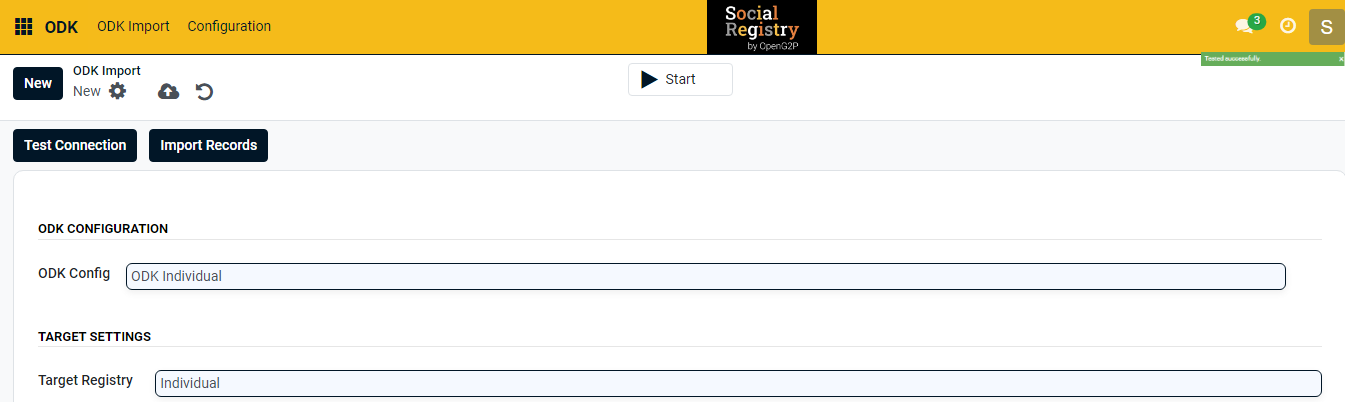 ODK ODK Import Configuration
Social
Registry
by OpenG2P
3
S
Tested successfully.
New
ODK Import
New
Start
Test Connection Import Records
ODK CONFIGURATION
ODK Config ODK Individual
TARGET SETTINGS
Target Registry Individual